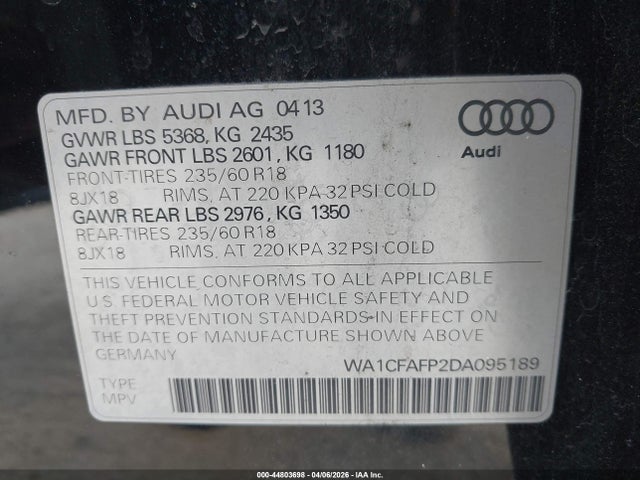 MFD. BY AUDI AG 0413
GVWR LBS 5368, KG 2435
GAWR FRONT LBS 2601, KG 1180
FRONT-TIRES 235/60 R18
8JX18 RIMS, AT 220 KPA 32 PSI COLD
GAWR REAR LBS 2976, KG 1350
REAR-TIRES 235/60 R18
8JX18 RIMS, AT 220 KPA 32 PSI COLD
Audi
THIS VEHICLE CONFORMS TO ALL APPLICABLE
U.S. FEDERAL MOTOR VEHICLE SAFETY AND
THEFT PREVENTION STANDARDS IN EFFECT ON
THE DATE OF MANUFACTURE SHOWN ABOVE
GERMANY
WA1CFAFP2DA095189
TYPE
MPV
000-44803698 - 04/06/2026 - IAA Inc.